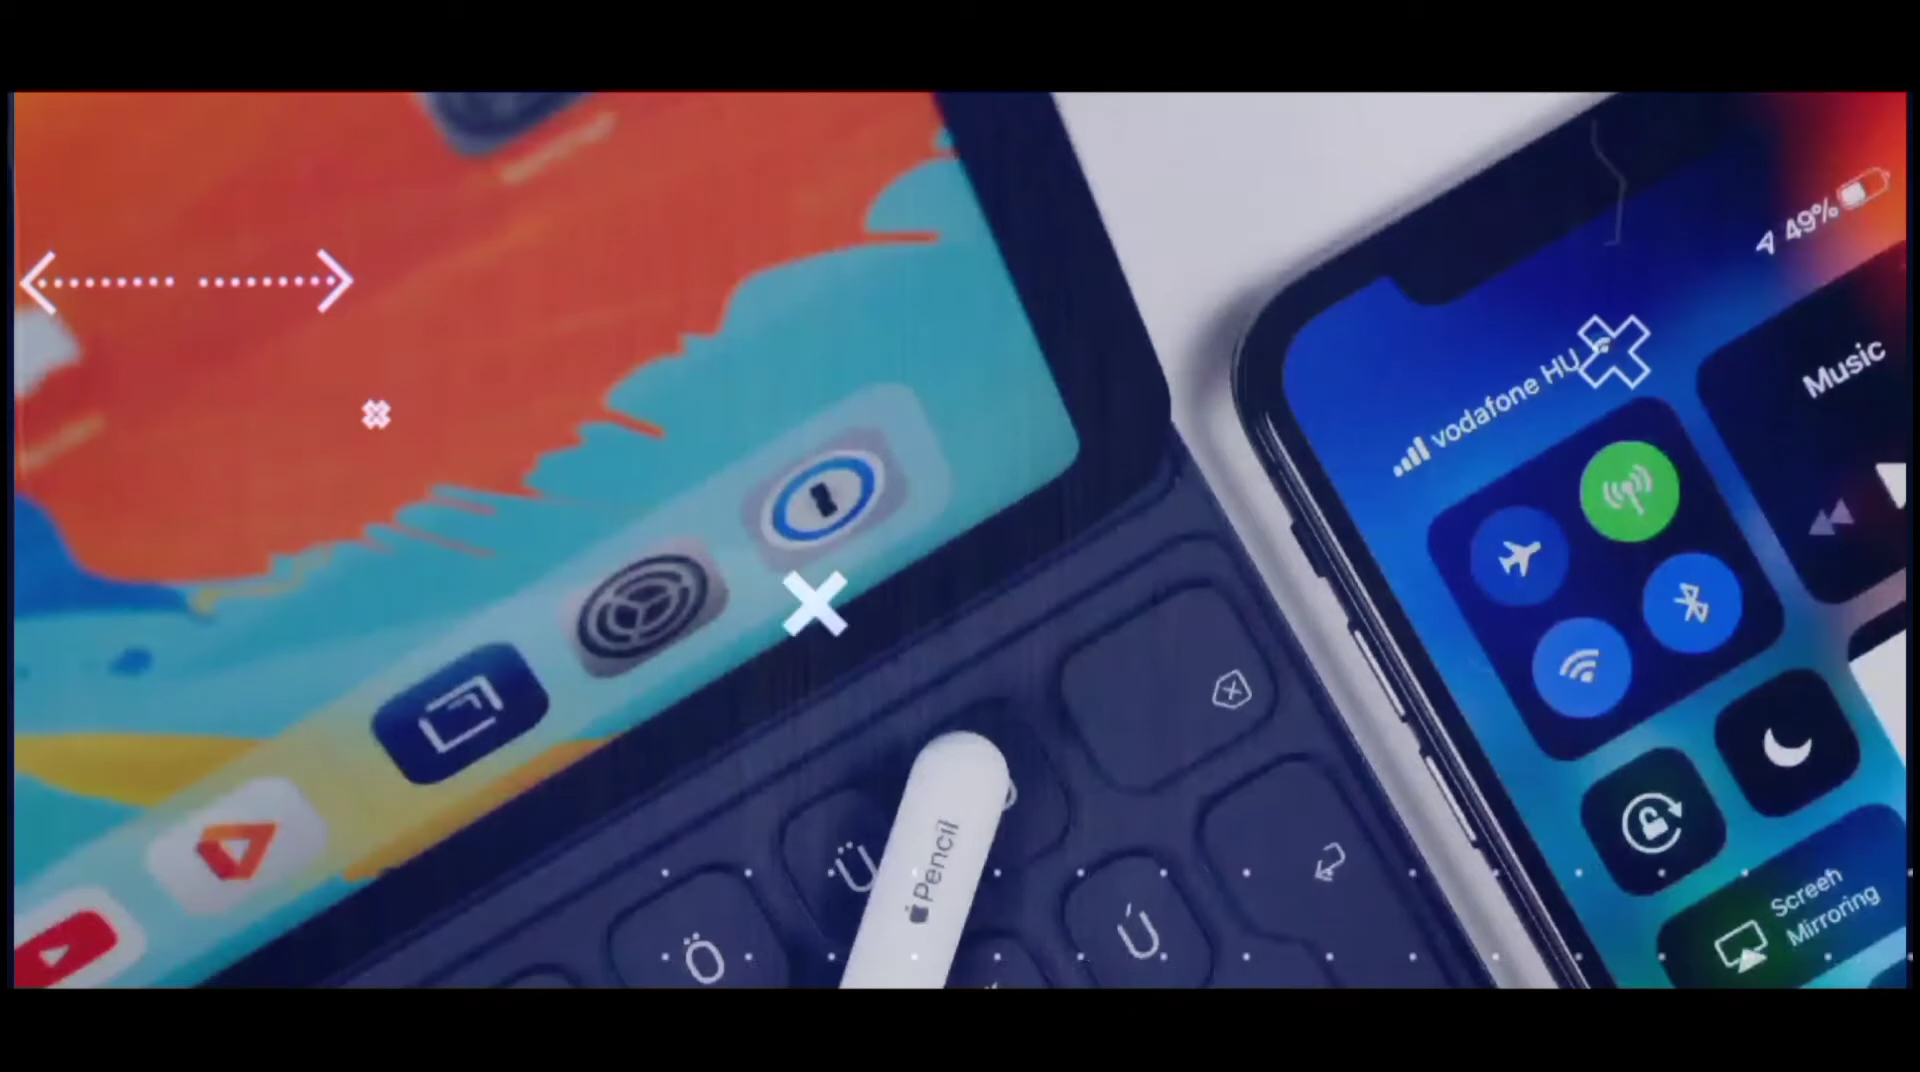 49%
vodafone HU
Music
Screen
Mirroring
Pencil
Ü
Ö
Ú